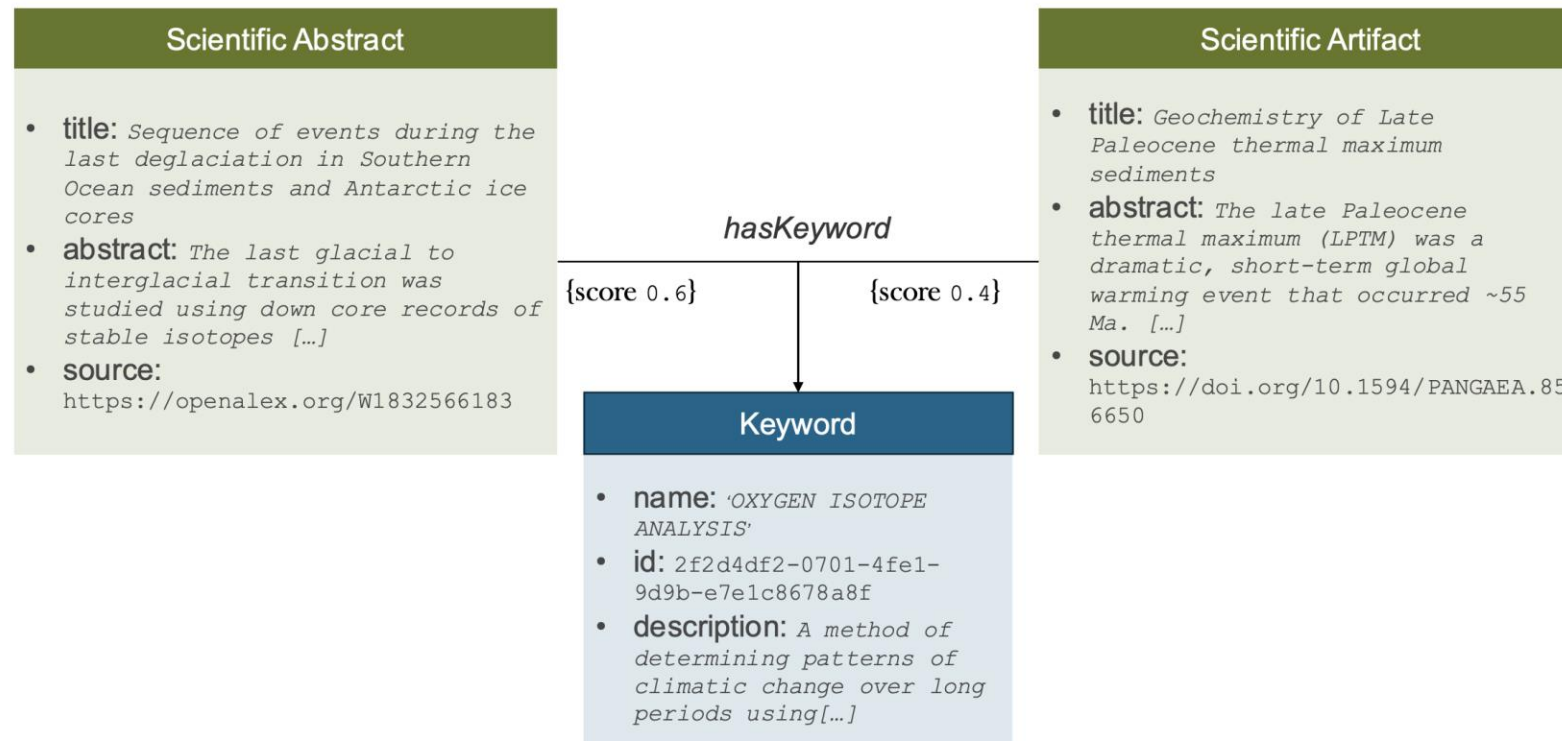 Scientific Abstract
• title: Sequence of events during the
last deglaciation in Southern
Ocean sediments and Antarctic ice
cores
• abstract: The last glacial to
interglacial transition was
studied using down core records of
stable isotopes […]
• source:
https://openalex.org/W1832566183
hasKeyword
{score 0.6}
{score 0.4}
Scientific Artifact
• title: Geochemistry of Late
Paleocene thermal maximum
sediments
• abstract: The late Paleocene
thermal maximum (LPTM) was a
dramatic, short-term global
warming event that occurred ~55
Ma. […]
• source:
https://doi.org/10.1594/PANGAEA.85
6650
Keyword
• name: ‘OXYGEN ISOTOPE
ANALYSIS’
• id: 2f2d4df2-0701-4fe1-
9d9b-e7e1c8678a8f
• description: A method of
determining patterns of
climatic change over long
periods using[…]